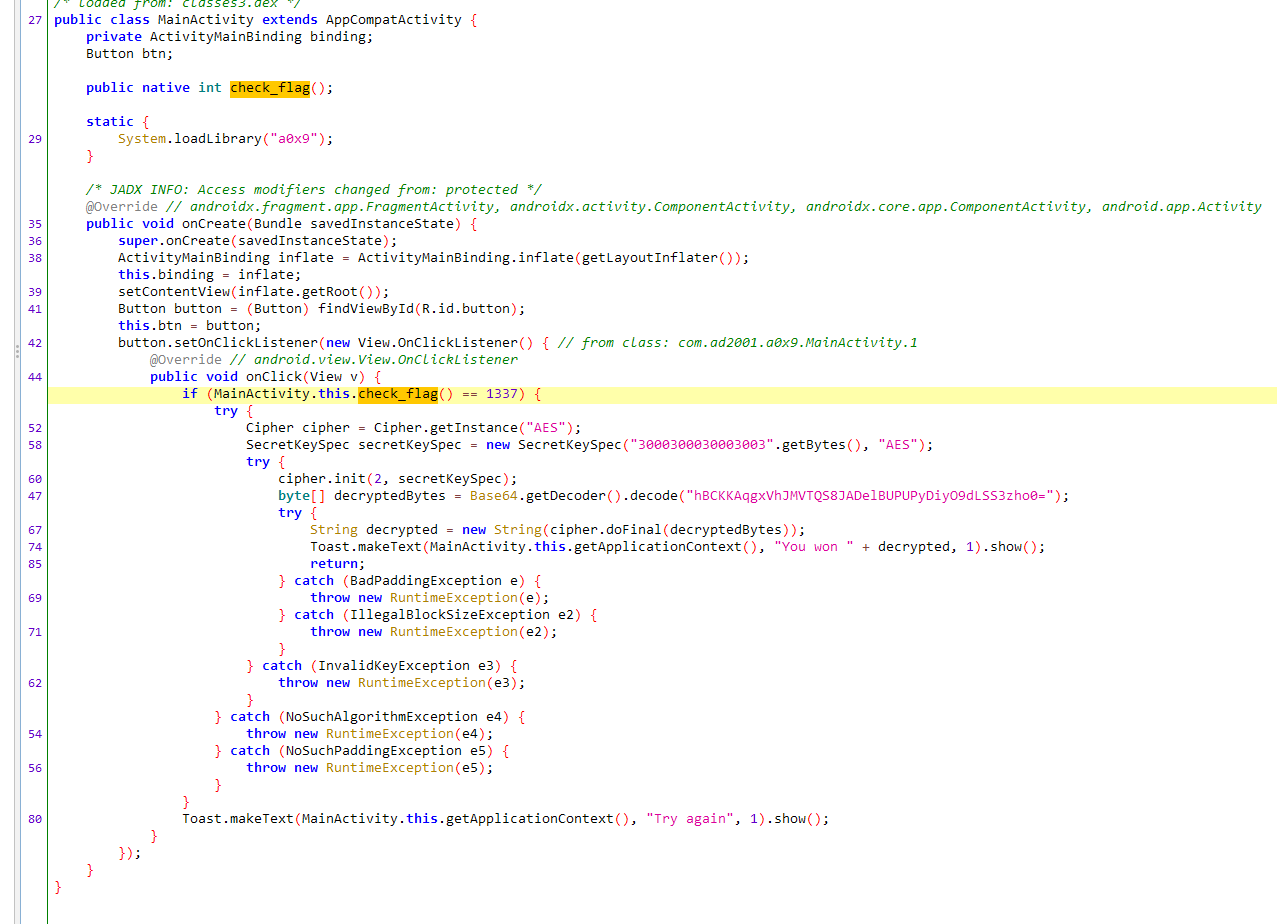 /* Loaded from: classes3.dex */
27 public class MainActivity extends AppCompatActivity {
private ActivityMainBinding binding;
Button btn;
public native int check_flag();
static {
29 System.loadLibrary("a0x9");
}
/* JADX INFO: Access modifiers changed from: protected */
@Override // androidx.fragment.app.FragmentActivity, androidx.activity.ComponentActivity, androidx.core.app.ComponentActivity, android.app.Activity
35 public void onCreate(Bundle savedInstanceState) {
36 super.onCreate(savedInstanceState);
38 ActivityMainBinding inflate = ActivityMainBinding.inflate(getLayoutInflater());
this.binding = inflate;
39 setContentView(inflate.getRoot());
41 Button button = (Button) findViewById(R.id.button);
this.btn = button;
42 button.setOnClickListener(new View.OnClickListener() { // from class: com.ad2001.a0x9.MainActivity.1
@Override // android.view.View.OnClickListener
44 public void onClick(View v) {
if (MainActivity.this.check_flag() == 1337) {
try {
52 Cipher cipher = Cipher.getInstance("AES");
58 SecretKeySpec secretKeySpec = new SecretKeySpec("3000300030003003".getBytes(), "AES");
try {
60 cipher.init(2, secretKeySpec);
47 byte[] decryptedBytes = Base64.getDecoder().decode("hBCKKAqgxVhJMVTQS8JADelBUPUPyDiyO9dLSS3zho0=");
try {
67 String decrypted = new String(cipher.doFinal(decryptedBytes));
74 Toast.makeText(MainActivity.this.getApplicationContext(), "You won " + decrypted, 1).show();
85 return;
} catch (BadPaddingException e) {
69 throw new RuntimeException(e);
} catch (IllegalBlockSizeException e2) {
71 throw new RuntimeException(e2);
}
} catch (InvalidKeyException e3) {
62 throw new RuntimeException(e3);
}
} catch (NoSuchAlgorithmException e4) {
54 throw new RuntimeException(e4);
} catch (NoSuchPaddingException e5) {
56 throw new RuntimeException(e5);
}
}
80 Toast.makeText(MainActivity.this.getApplicationContext(), "Try again", 1).show();
}
});
}
}